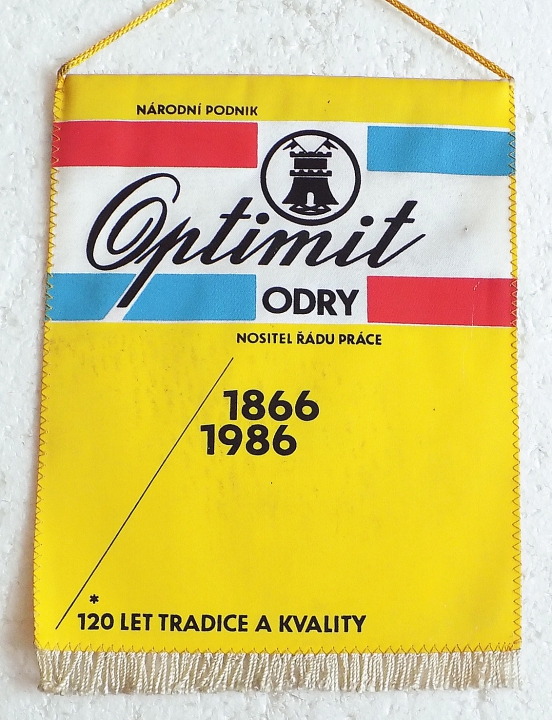 NÁRODNÍ PODNIK
Optimit
ODRY
NOSITEL ŘÁDU PRÁCE
1866
1986
*
120 LET TRADICE A KVALITY